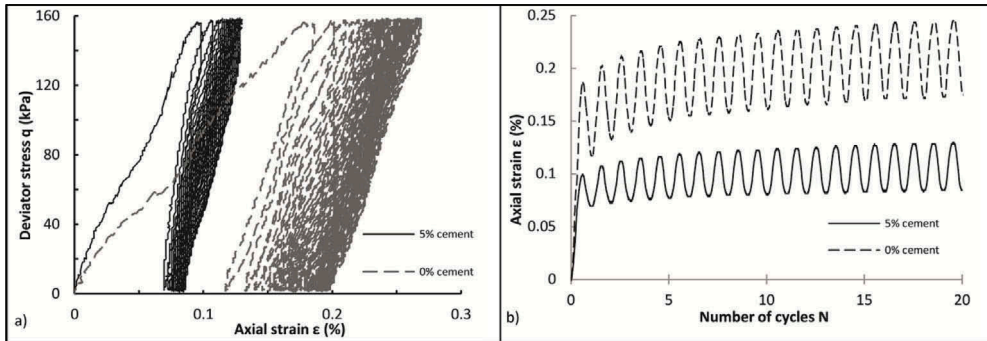 160
120
80
40
0
Deviator stress q (kPa)
5% cement
0% cement
0
0.1
0.2
0.3
Axial strain ε (%)
a)
0.25
0.2
0.15
0.1
0.05
0
Axial strain ε (%)
5% cement
0% cement
0
5
10
15
20
Number of cycles N
b)